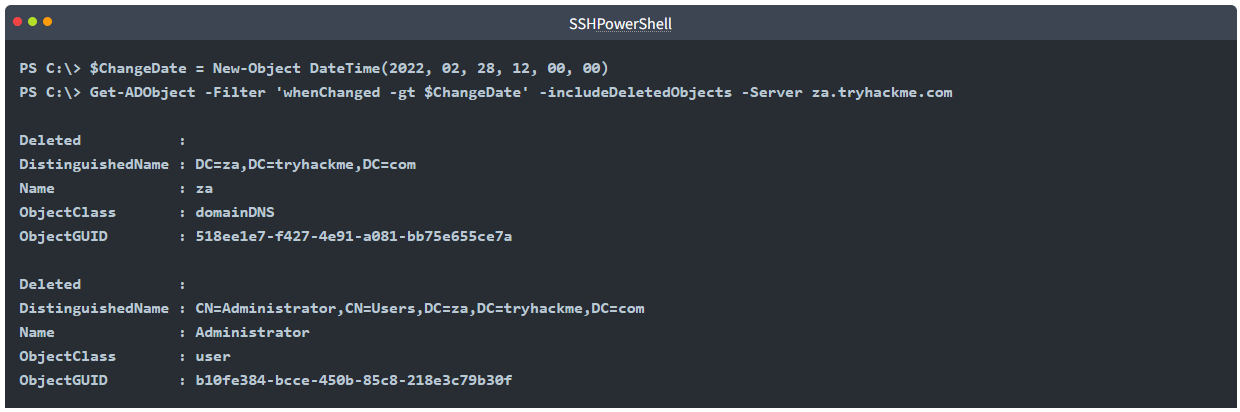 SSHPowerShell
PS C:\> $ChangeDate = New-Object DateTime(2022, 02, 28, 12, 00, 00)
PS C:\> Get-ADObject -Filter 'whenChanged -gt $ChangeDate' -includeDeletedObjects -Server za.tryhackme.com
Deleted           :
DistinguishedName : DC=za,DC=tryhackme,DC=com
Name              : za
ObjectClass       : domainDNS
ObjectGUID        : 518ee1e7-f427-4e91-a081-bb75e655ce7a
Deleted           :
DistinguishedName : CN=Administrator,CN=Users,DC=za,DC=tryhackme,DC=com
Name              : Administrator
ObjectClass       : user
ObjectGUID        : b10fe384-bcce-450b-85c8-218e3c79b30f